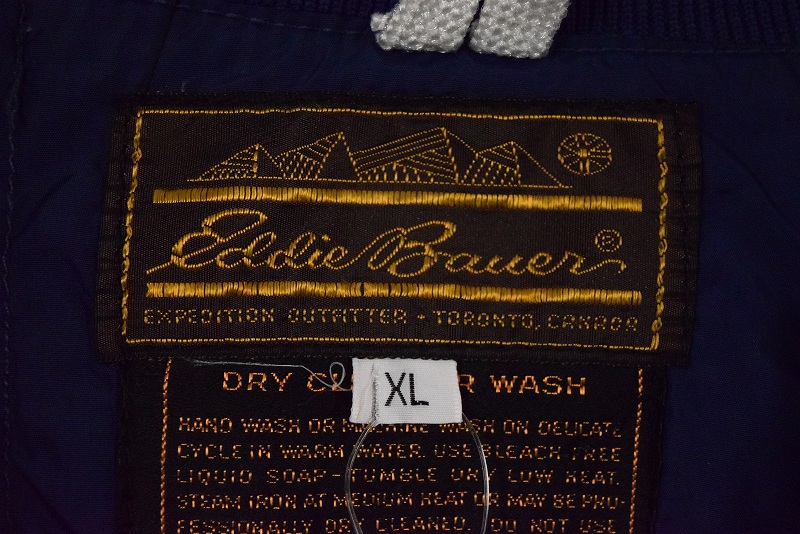 Eddie Bauer ®
EXPEDITION OUTFITTER - TORONTO, CANADA
XL
DRY WASH
HAND WASH OR WASH ON DELICATE
CYCLE IN WARM WATER. USE BLEACH FREE
LIQUID SOAP-TUMBLE DRY LOW HEAT.
STEAM IRON AT MEDIUM HEAT OR MAY BE PRO-
FESSIONALLY DRY CLEANED. DO NOT USE